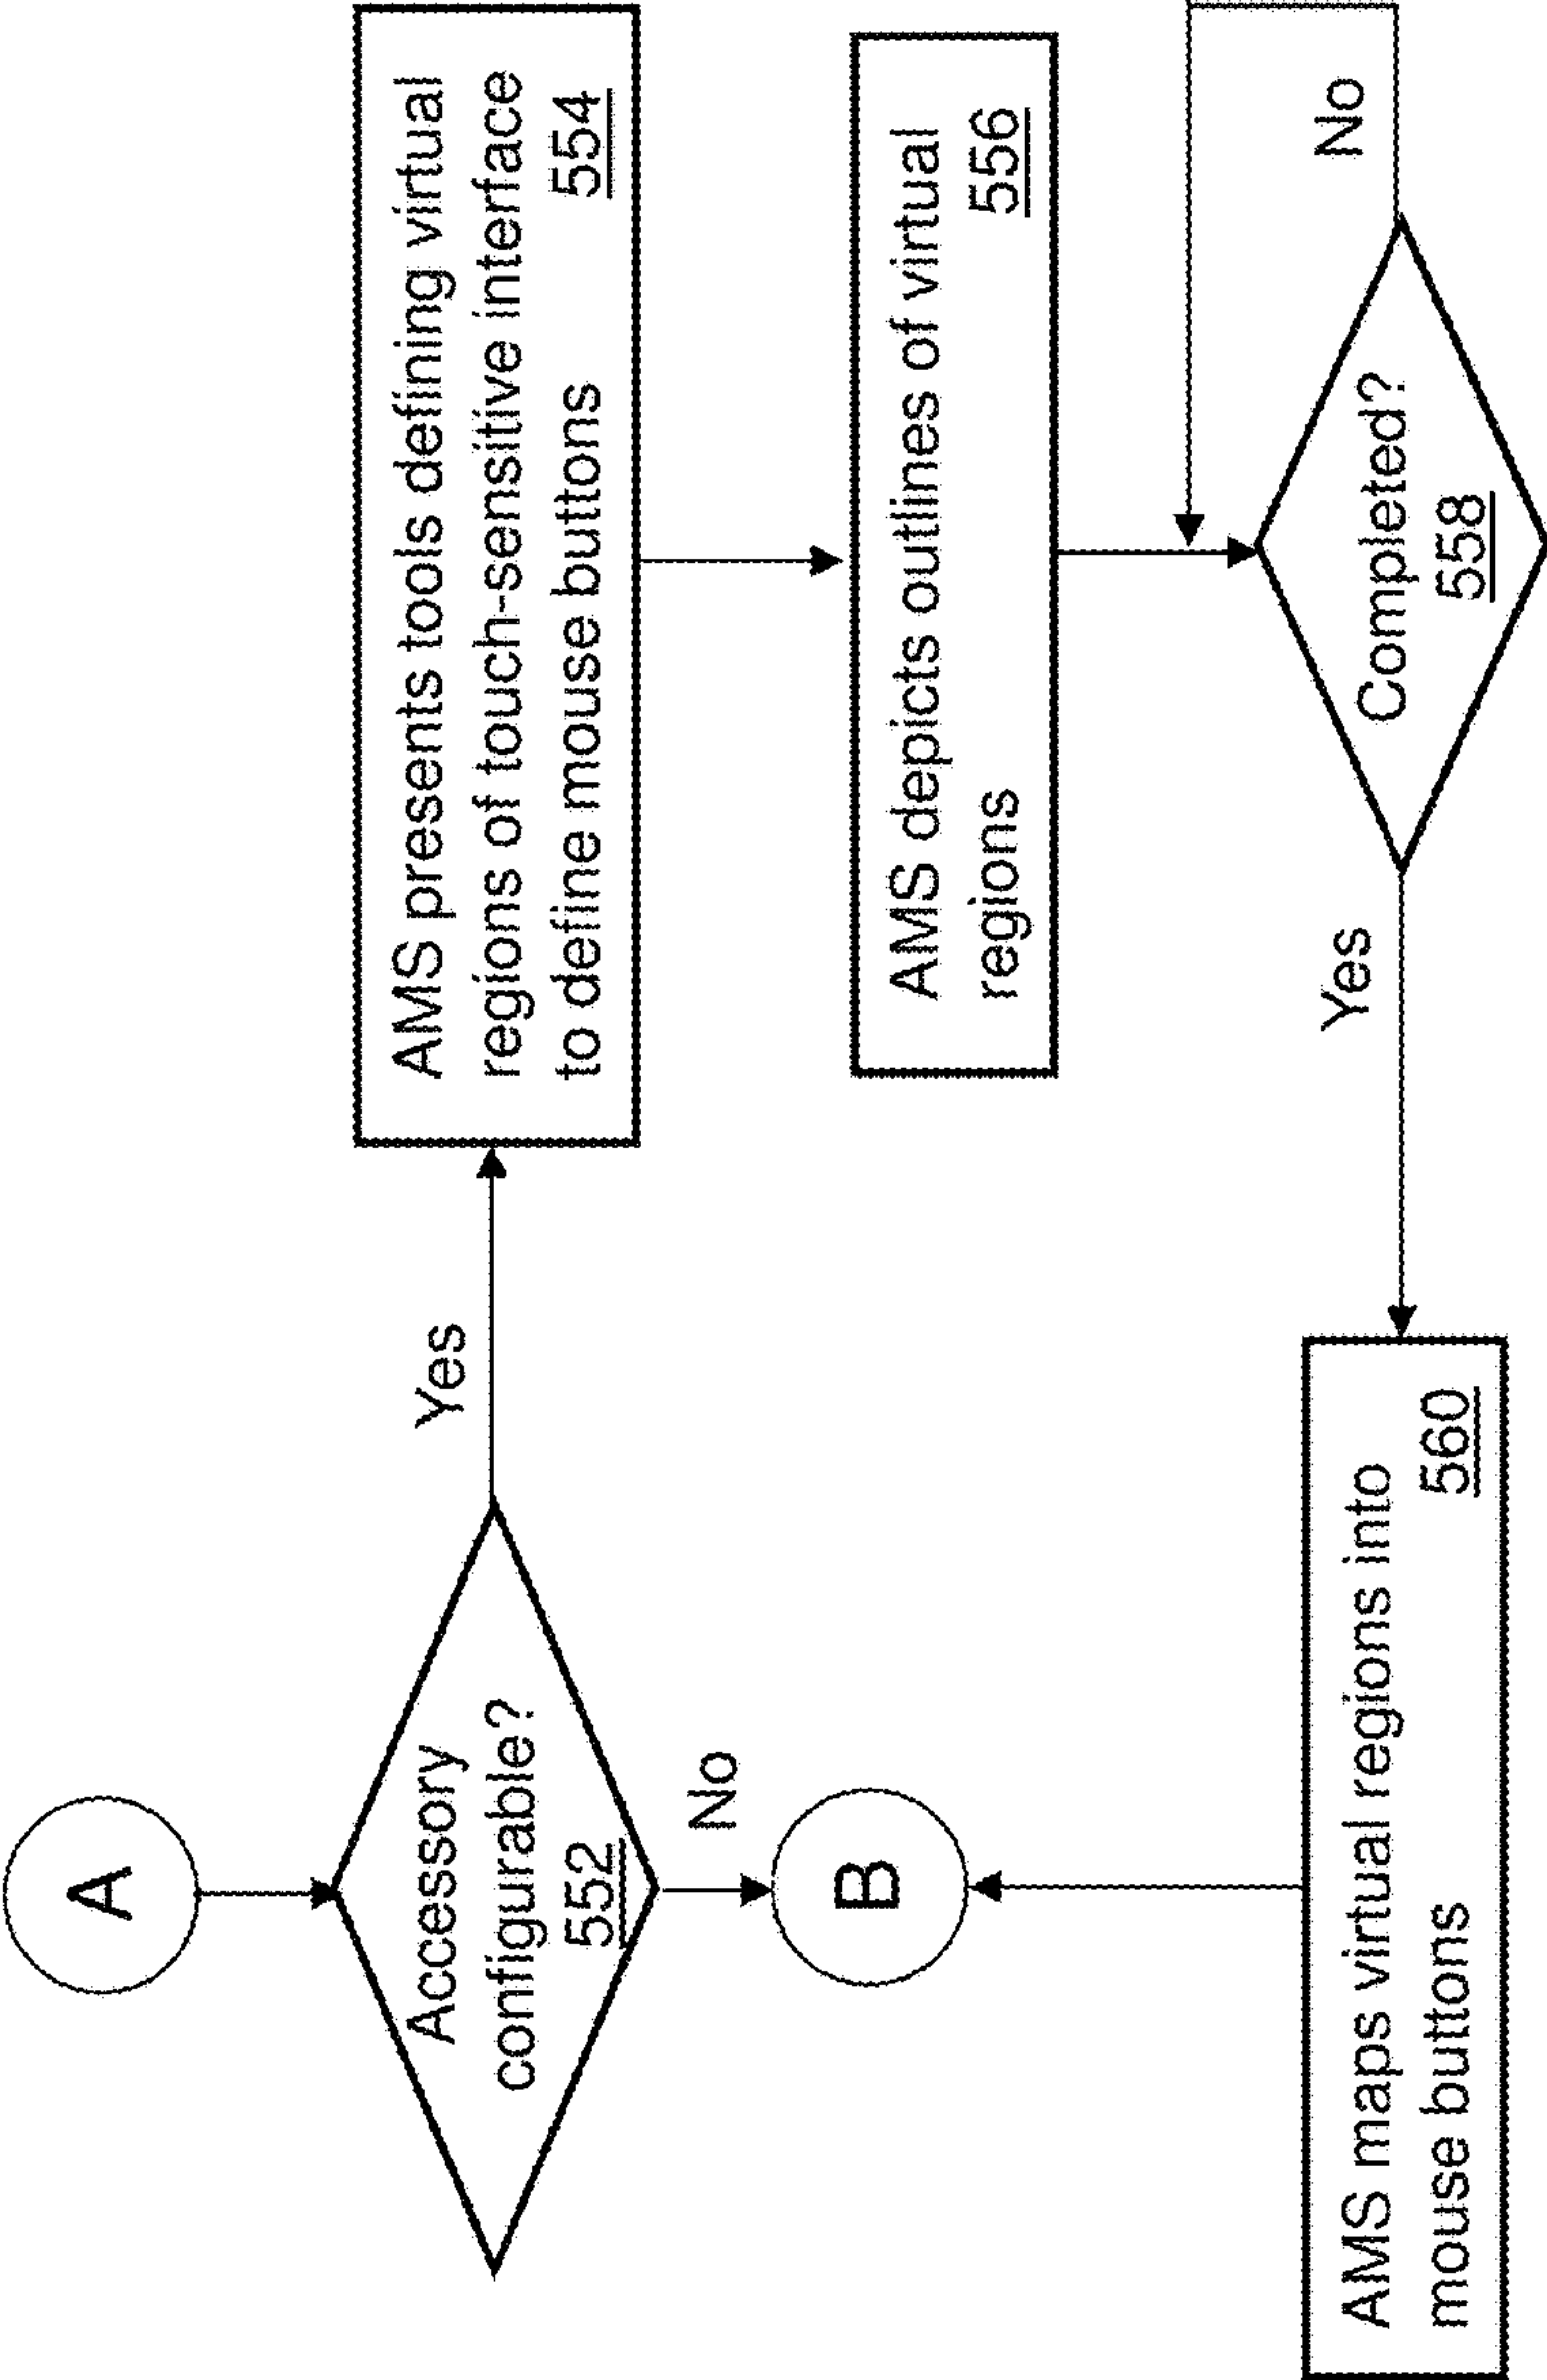 A
Accessory
configurable?
552
Yes
No
B
AMS presents tools defining virtual
regions of touch-sensitive interface
to define mouse buttons 554
AMS depicts outlines of virtual
regions 556
Completed?
558
No
Yes
AMS maps virtual regions into
mouse buttons 560